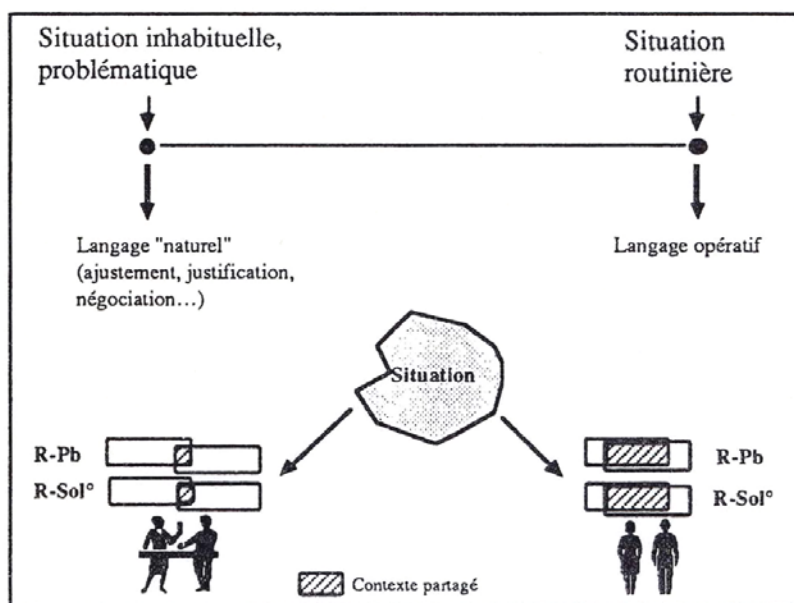 Situation inhabituelle,
problématique
Situation
routinière
Langage "naturel"
(ajustement, justification,
négociation...)
Langage opératif
Situation
R-Pb
R-Sol°
R-Pb
R-Sol°
Contexte partagé